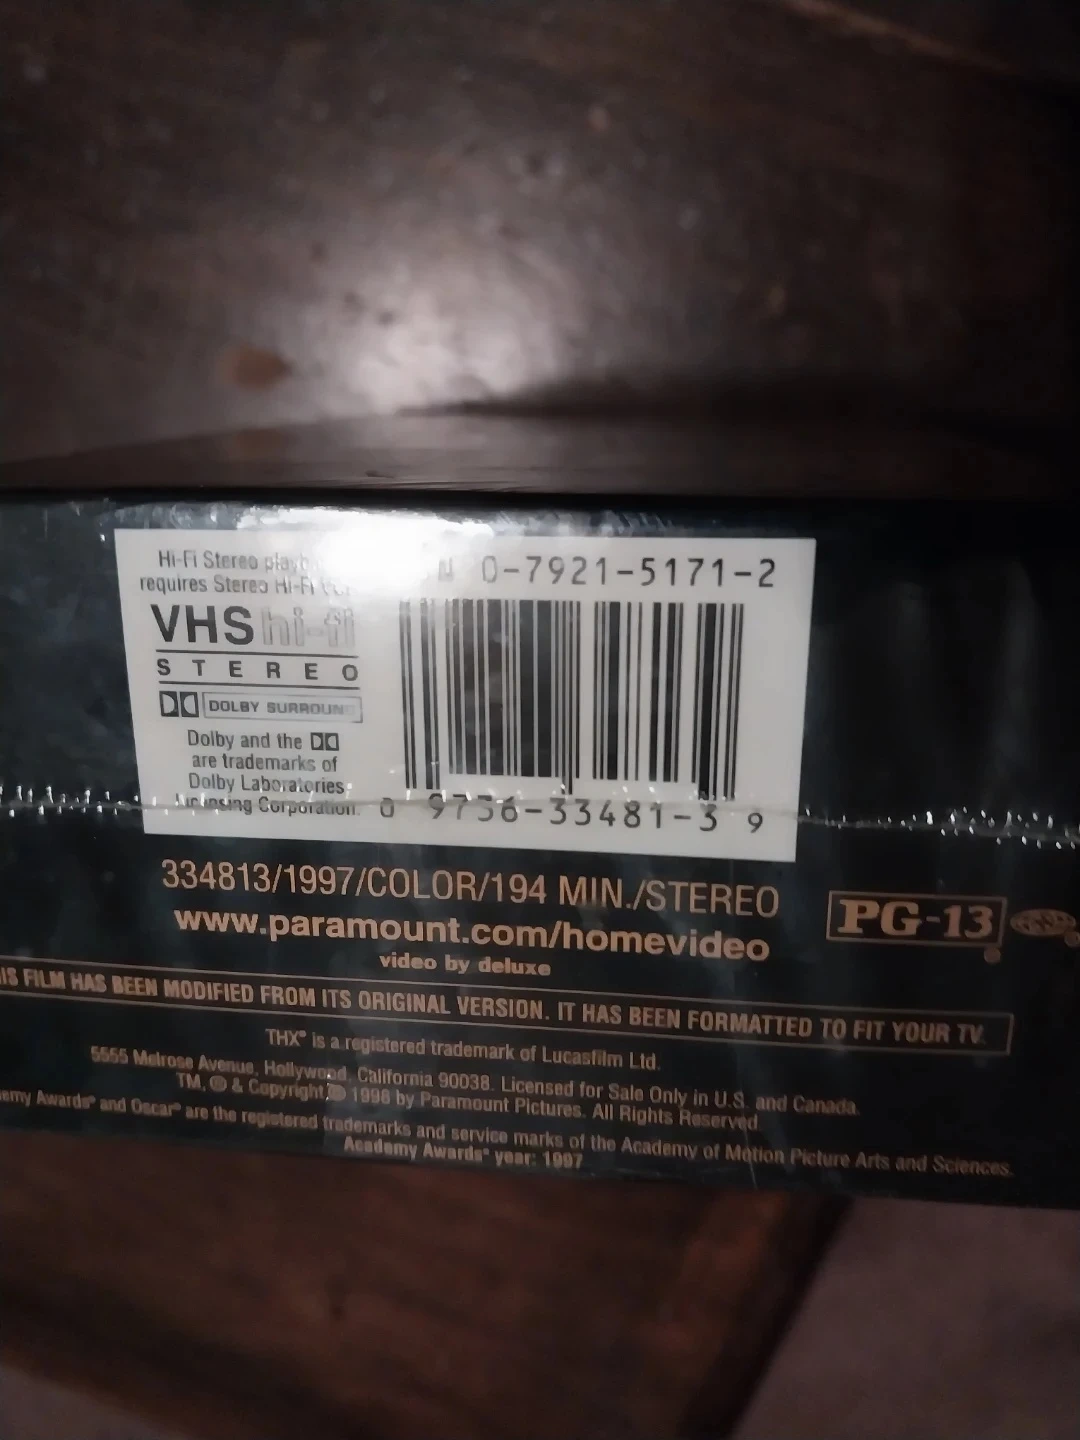 Hi-Fi Stereo
requires Stereo Hi-Fi
VHS hi-fi
STEREO
DOLBY SURROUN
Dolby and the
are trademarks of
Dolby Laboratories
Licensing Corporation.
N 0-7921-5171-2
0 9736-33481-3 9
334813/1997/COLOR/194 MIN./STEREO
PG-13
www.paramount.com/homevideo
video by deluxe
IS FILM HAS BEEN MODIFIED FROM ITS ORIGINAL VERSION. IT HAS BEEN FORMATTED TO FIT YOUR TV.
THX® is a registered trademark of Lucasfilm Ltd.
5555 Melrose Avenue, Hollywood, California 90038. Licensed for Sale Only in U.S. and Canada.
TM, ® & Copyright © 1998 by Paramount Pictures. All Rights Reserved
emy Awards® and Oscar® are the registered trademarks and service marks of the Academy of Motion Picture Arts and Sciences.
Academy Awards® year: 1997